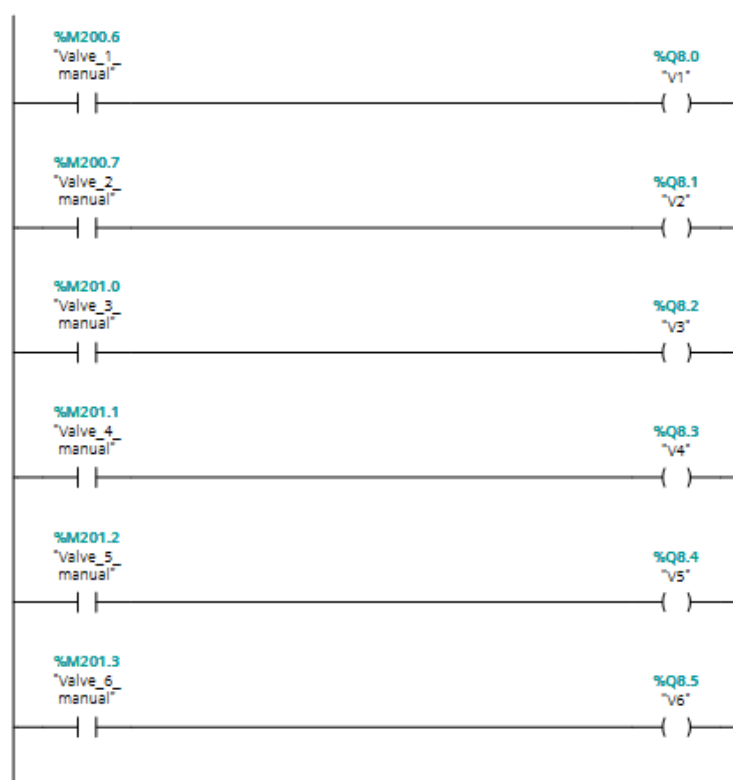 %M200.6
"Valve_1_
manual"
%Q8.0
"V1"
%M200.7
"Valve_2_
manual"
%Q8.1
"V2"
%M201.0
"Valve_3_
manual"
%Q8.2
"V3"
%M201.1
"Valve_4_
manual"
%Q8.3
"V4"
%M201.2
"Valve_5_
manual"
%Q8.4
"V5"
%M201.3
"Valve_6_
manual"
%Q8.5
"V6"